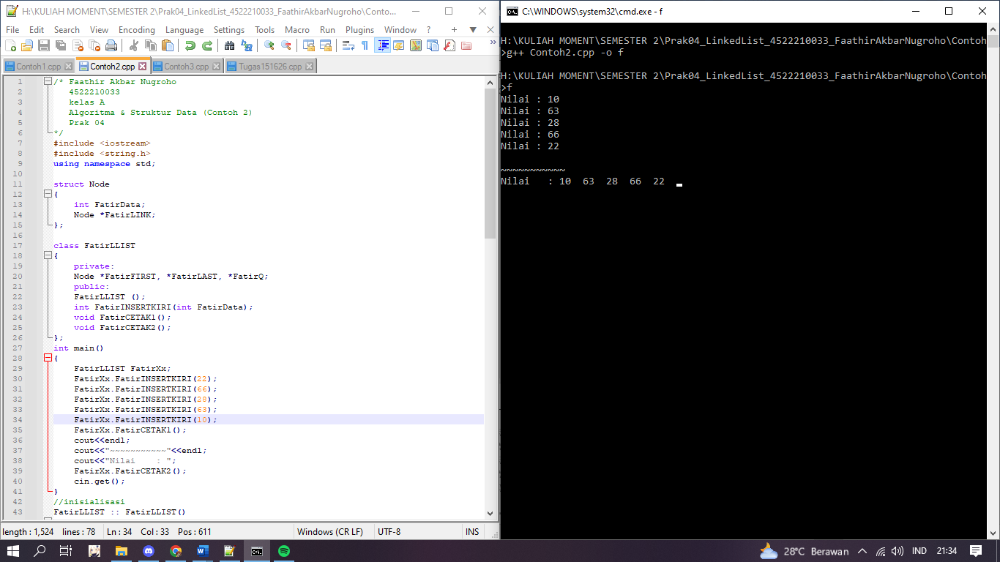 H:\KULIAH MOMENT\SEMESTER 2\Prak04_LinkedList_4522210033_FaathirAkbarNugroho\Conto...
File Edit Search View Encoding Language Settings Tools Macro Run Plugins Window ? + ▼ X
Contoh1.cpp Contoh2.cpp Contoh3.cpp Tugas151626.cpp
1 /* Faathir Akbar Nugroho
2 4522210033
3 kelas A
4 Algoritma & Struktur Data (Contoh 2)
5 Prak 04
6 */
7 #include <iostream>
8 #include <string.h>
9 using namespace std;
10
11 struct Node
12 {
13 int FatirData;
14 Node *FatirLINK;
15 };
16
17 class FatirLLIST
18 {
19 private:
20 Node *FatirFIRST, *FatirLAST, *FatirQ;
21 public:
22 FatirLLIST ();
23 int FatirINSERTKIRI(int FatirData);
24 void FatirCETAK1();
25 void FatirCETAK2();
26 };
27 int main()
28 {
29 FatirLLIST FatirXx;
30 FatirXx.FatirINSERTKIRI(22);
31 FatirXx.FatirINSERTKIRI(66);
32 FatirXx.FatirINSERTKIRI(28);
33 FatirXx.FatirINSERTKIRI(63);
34 FatirXx.FatirINSERTKIRI(10);
35 FatirXx.FatirCETAK1();
36 cout<<endl;
37 cout<<"~~~~~~~~~~~"<<endl;
38 cout<<"Nilai    : ";
39 FatirXx.FatirCETAK2();
40 cin.get();
41 }
42 //inisialisasi
43 FatirLLIST :: FatirLLIST()
length : 1,524 lines : 78 Ln : 34 Col : 33 Pos : 611 Windows (CR LF) UTF-8 INS
C:\WINDOWS\system32\cmd.exe - f
H:\KULIAH MOMENT\SEMESTER 2\Prak04_LinkedList_4522210033_FaathirAkbarNugroho\Contoh
>g++ Contoh2.cpp -o f
H:\KULIAH MOMENT\SEMESTER 2\Prak04_LinkedList_4522210033_FaathirAkbarNugroho\Contoh
>f
Nilai : 10
Nilai : 63
Nilai : 28
Nilai : 66
Nilai : 22
~~~~~~~~~~~
Nilai   : 10  63  28  66  22
28°C Berawan IND 21:34